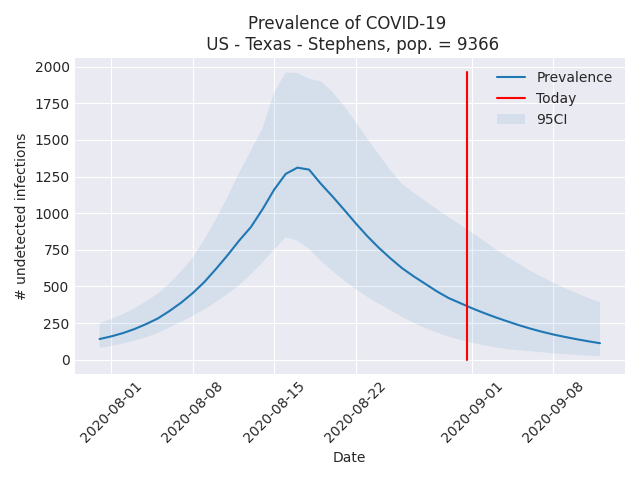 Prevalence of COVID-19
US - Texas - Stephens, pop. = 9366
2000
1750
1500
1250
1000
750
500
250
0
# undetected infections
Prevalence
Today
95CI
2020-08-01
2020-08-08
2020-08-15
2020-08-22
2020-09-01
2020-09-08
Date